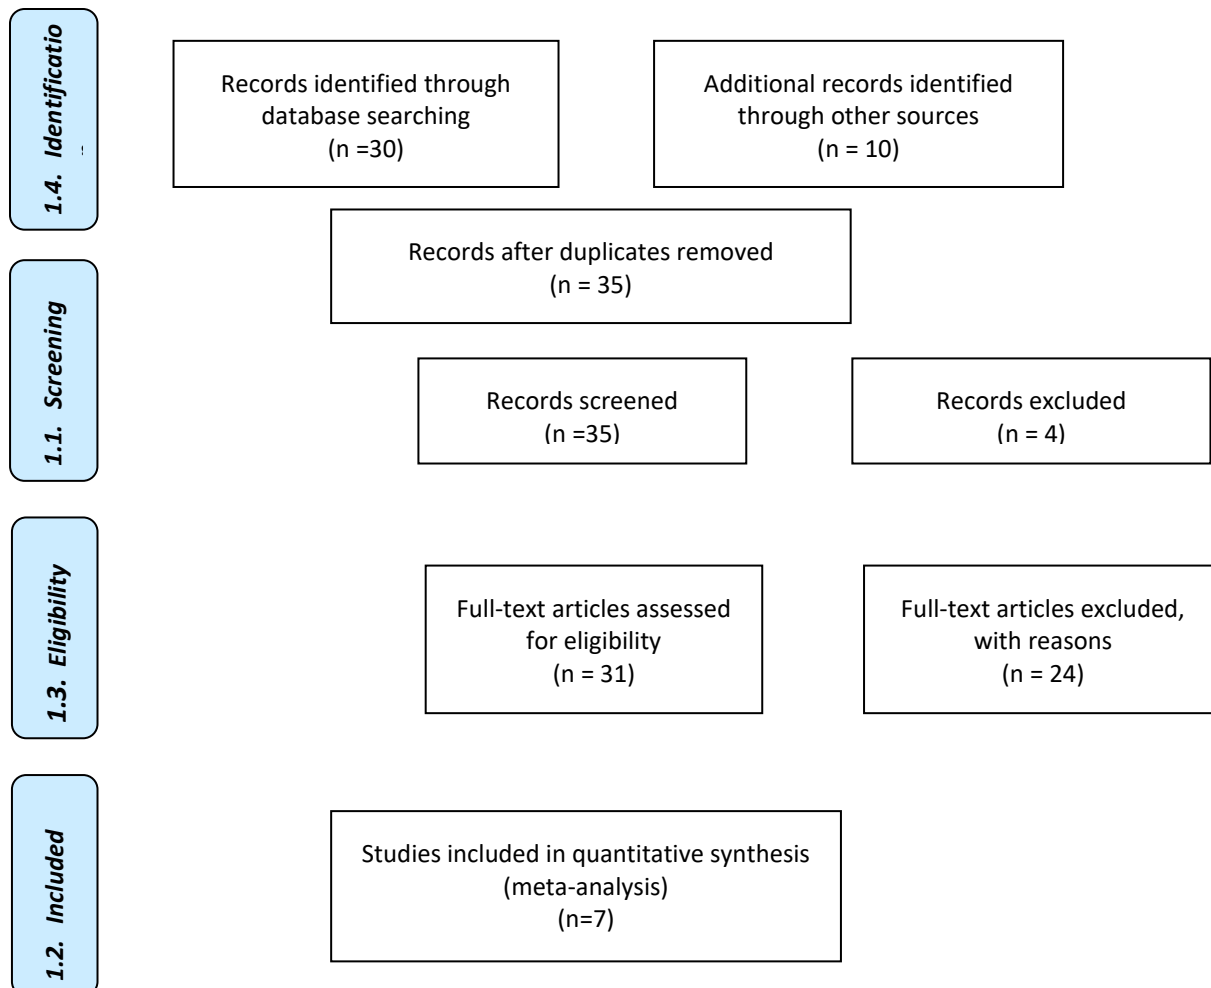 1.4. Identificatio
Records identified through
database searching
(n =30)
Additional records identified
through other sources
(n = 10)
Records after duplicates removed
(n = 35)
1.1. Screening
Records screened
(n =35)
Records excluded
(n = 4)
1.3. Eligibility
Full-text articles assessed
for eligibility
(n = 31)
Full-text articles excluded,
with reasons
(n = 24)
1.2. Included
Studies included in quantitative synthesis
(meta-analysis)
(n=7)